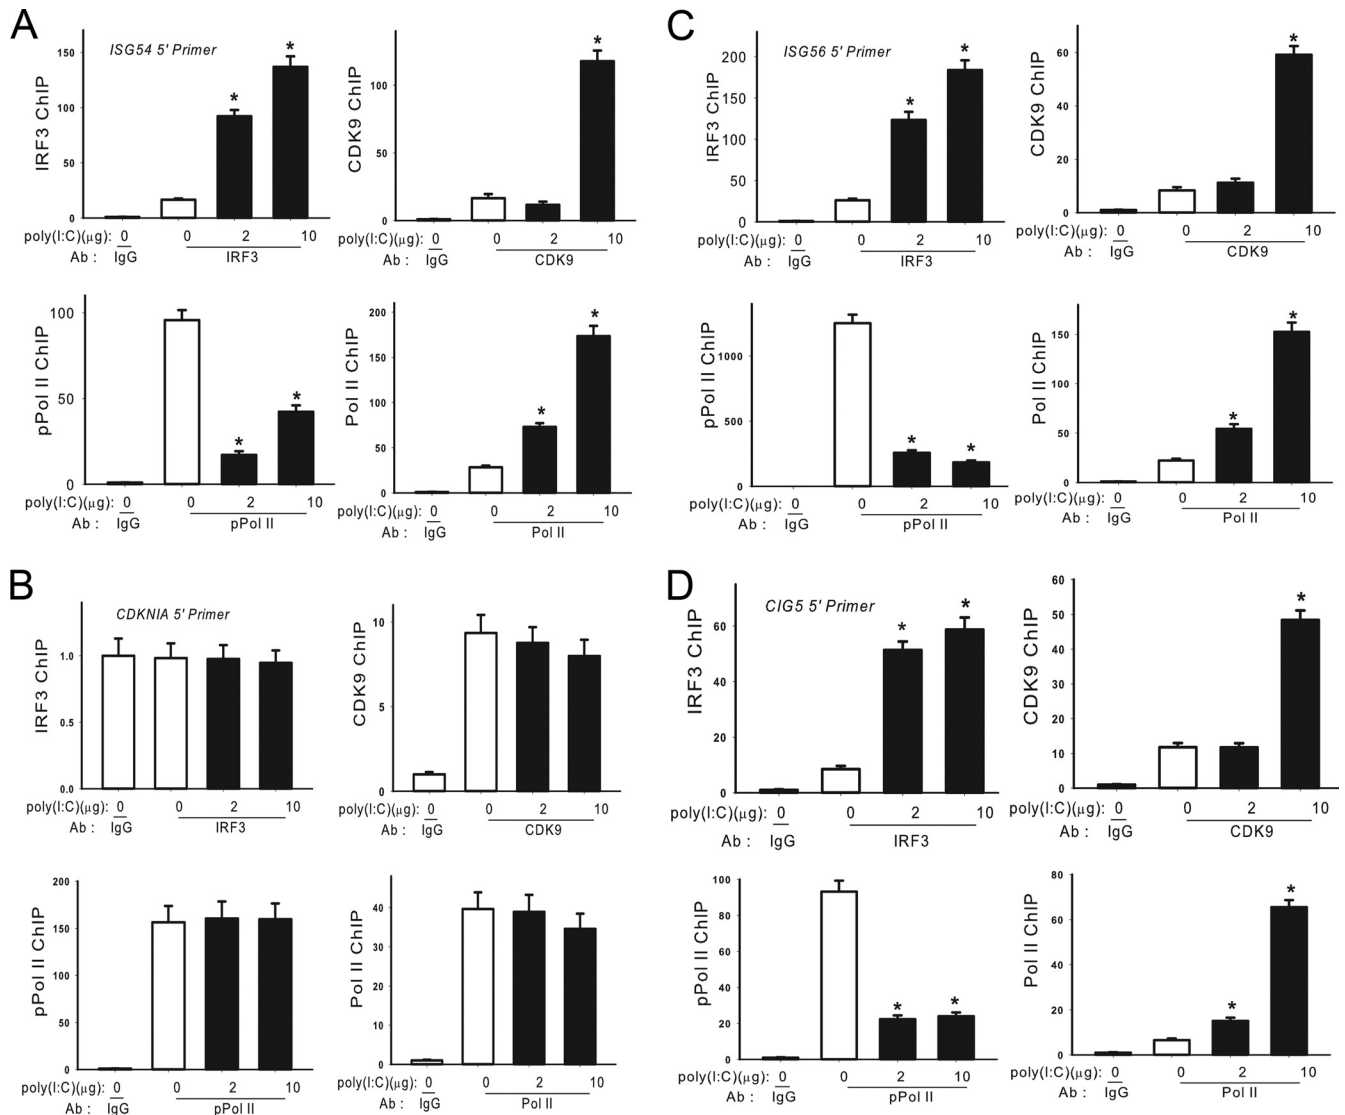 A
ISG54 5' Primer
IRF3 ChIP
150
100
50
0
*
*
poly(I:C)(μg): 0 0 2 10
Ab : IgG IRF3
CDK9 ChIP
100
50
0
*
poly(I:C)(μg): 0 0 2 10
Ab : IgG CDK9
pPol II ChIP
100
50
0
*
*
poly(I:C)(μg): 0 0 2 10
Ab : IgG pPol II
Pol II ChIP
200
150
100
50
0
*
*
poly(I:C)(μg): 0 0 2 10
Ab : IgG Pol II
C
ISG56 5' Primer
IRF3 ChIP
200
150
100
50
0
*
*
poly(I:C)(μg): 0 0 2 10
Ab : IgG IRF3
CDK9 ChIP
60
40
20
0
*
poly(I:C)(μg): 0 0 2 10
Ab : IgG CDK9
pPol II ChIP
1000
500
0
*
*
poly(I:C)(μg): 0 0 2 10
Ab : IgG pPol II
Pol II ChIP
150
100
50
0
*
*
poly(I:C)(μg): 0 0 2 10
Ab : IgG Pol II
B
CDKNIA 5' Primer
IRF3 ChIP
1.0
0.5
0.0
poly(I:C)(μg): 0 0 2 10
Ab : IgG IRF3
CDK9 ChIP
10
5
0
poly(I:C)(μg): 0 0 2 10
Ab : IgG CDK9
pPol II ChIP
200
150
100
50
0
poly(I:C)(μg): 0 0 2 10
Ab : IgG pPol II
Pol II ChIP
40
30
20
10
0
poly(I:C)(μg): 0 0 2 10
Ab : IgG Pol II
D
CIG5 5' Primer
IRF3 ChIP
60
40
20
0
*
*
poly(I:C)(μg): 0 0 2 10
Ab : IgG IRF3
CDK9 ChIP
60
50
40
30
20
10
0
*
poly(I:C)(μg): 0 0 2 10
Ab : IgG CDK9
pPol II ChIP
100
80
60
40
20
0
*
*
poly(I:C)(μg): 0 0 2 10
Ab : IgG pPol II
Pol II ChIP
80
60
40
20
0
*
*
poly(I:C)(μg): 0 0 2 10
Ab : IgG Pol II